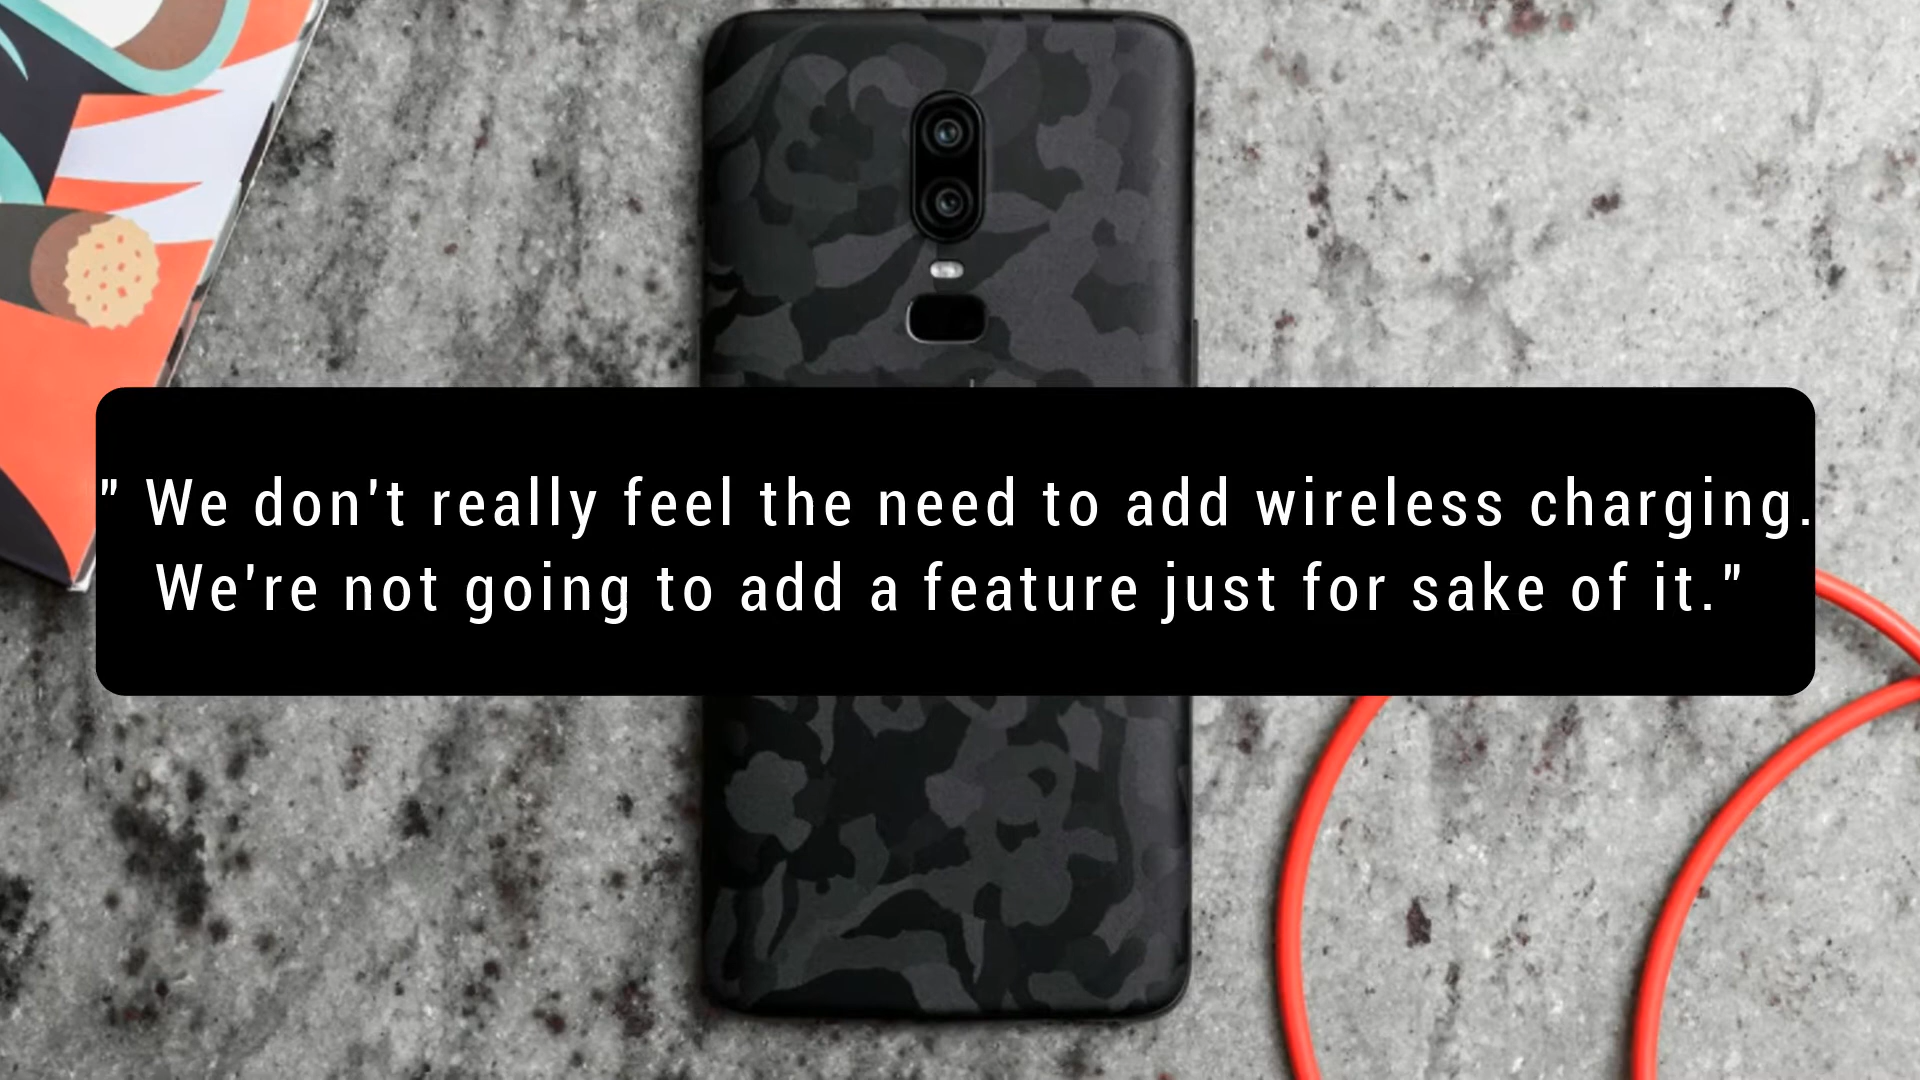 " We don't really feel the need to add wireless charging.
We're not going to add a feature just for sake of it."